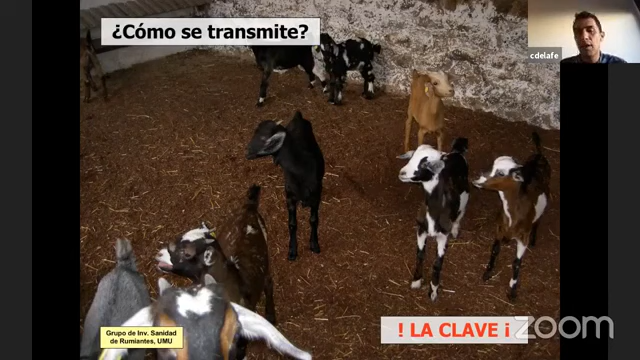 ¿Cómo se transmite?
cdelafe
Grupo de Inv. Sanidad
de Rumiantes, UMU
! LA CLAVE ¡
zoom